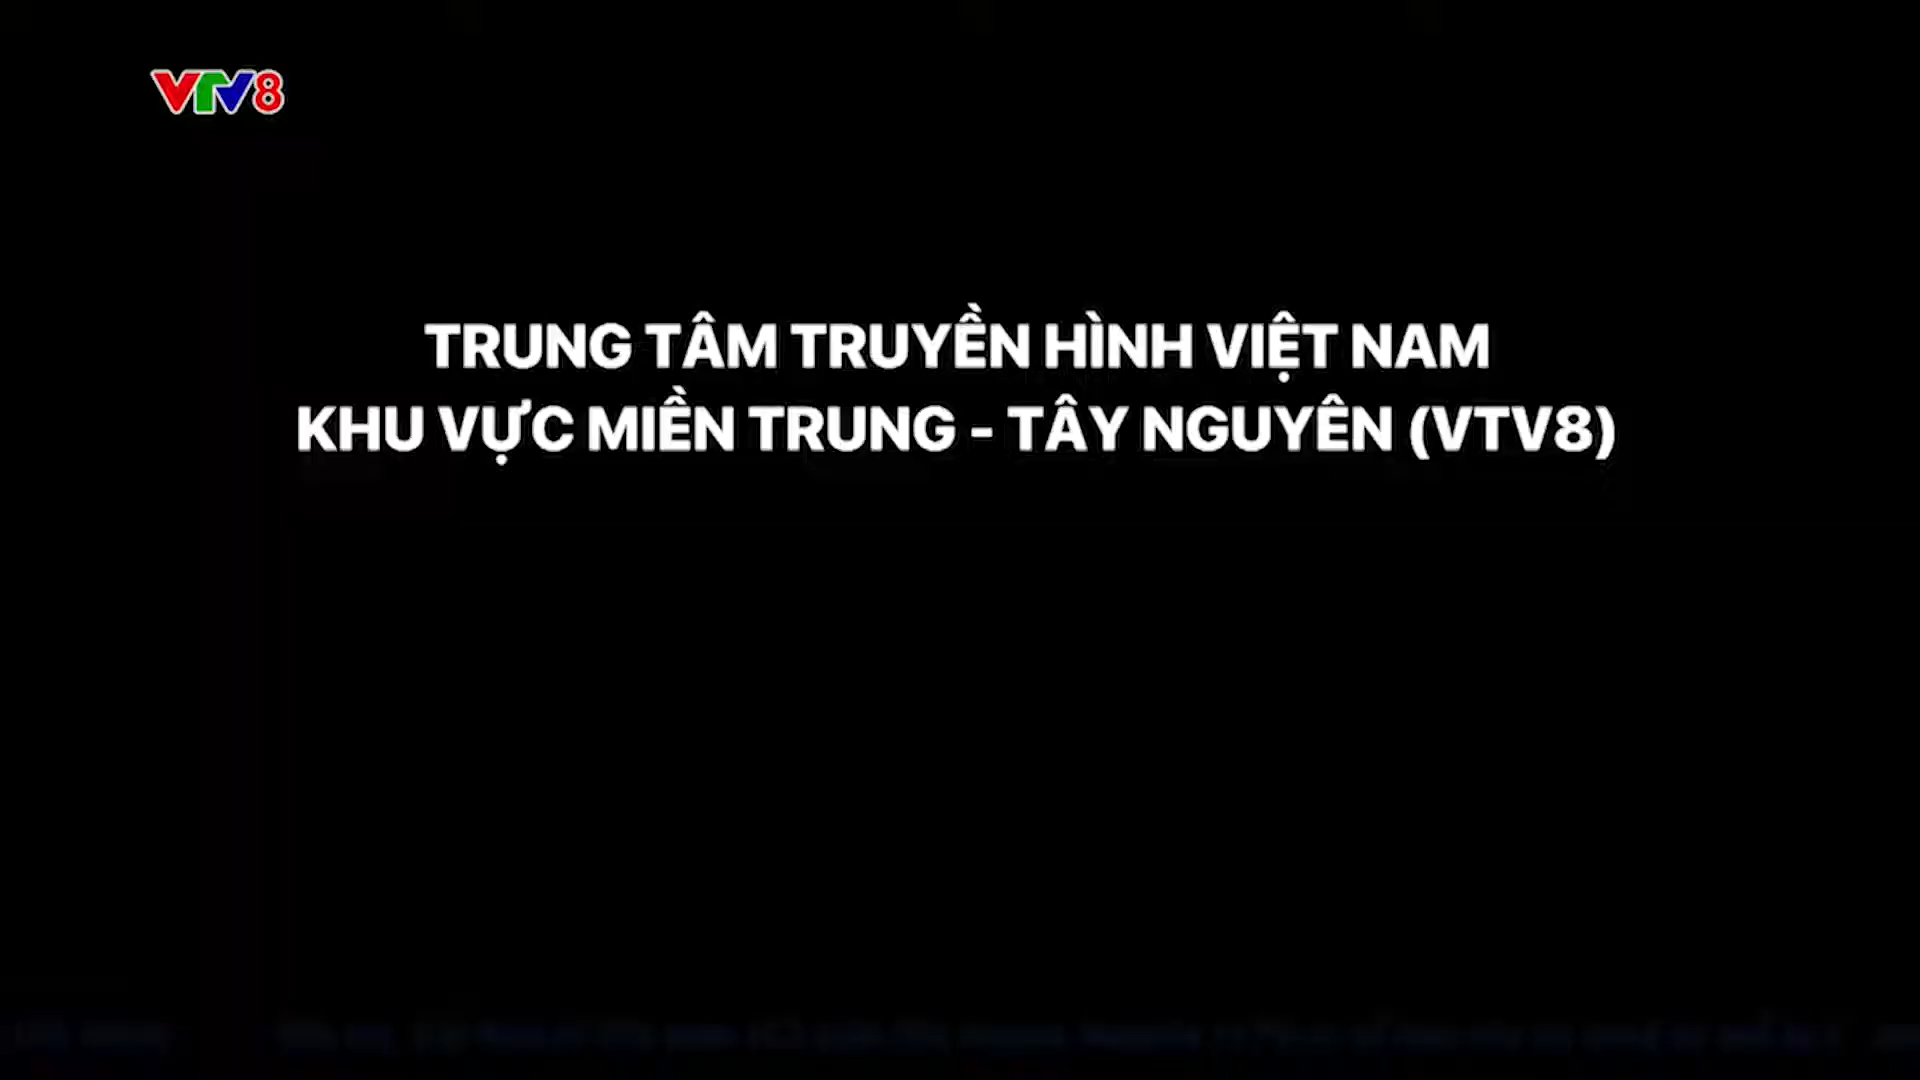 VTV8
TRUNG TÂM TRUYỀN HÌNH VIỆT NAM
KHU VỰC MIỀN TRUNG - TÂY NGUYÊN (VTV8)